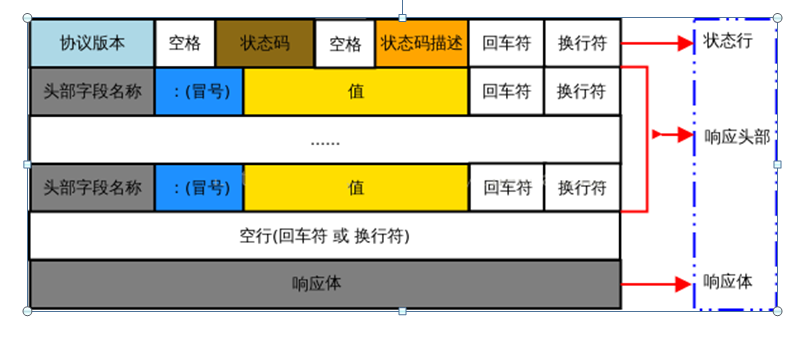 协议版本 空格 状态码 空格 状态码描述 回车符 换行符 状态行
头部字段名称 ：(冒号) 值 回车符 换行符
...... 响应头部
头部字段名称 ：(冒号) 值 回车符 换行符
空行(回车符 或 换行符)
响应体 响应体